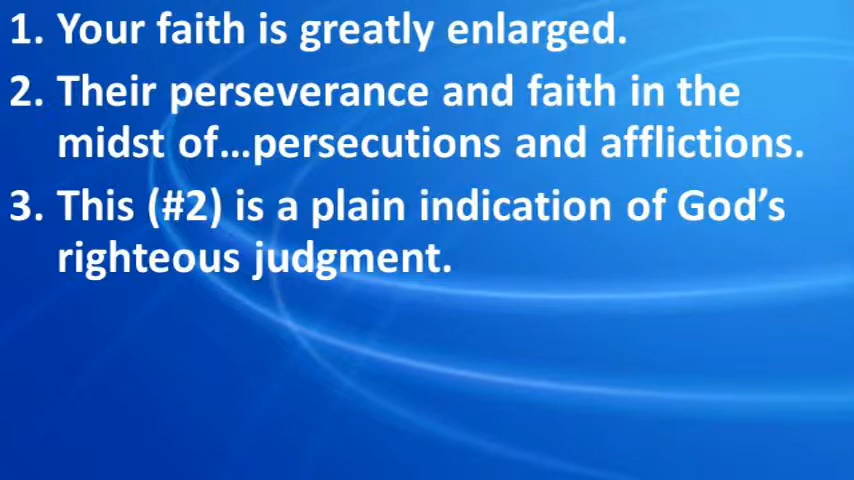 1. Your faith is greatly enlarged.
2. Their perseverance and faith in the
midst of...persecutions and afflictions.
3. This (#2) is a plain indication of God’s
righteous judgment.